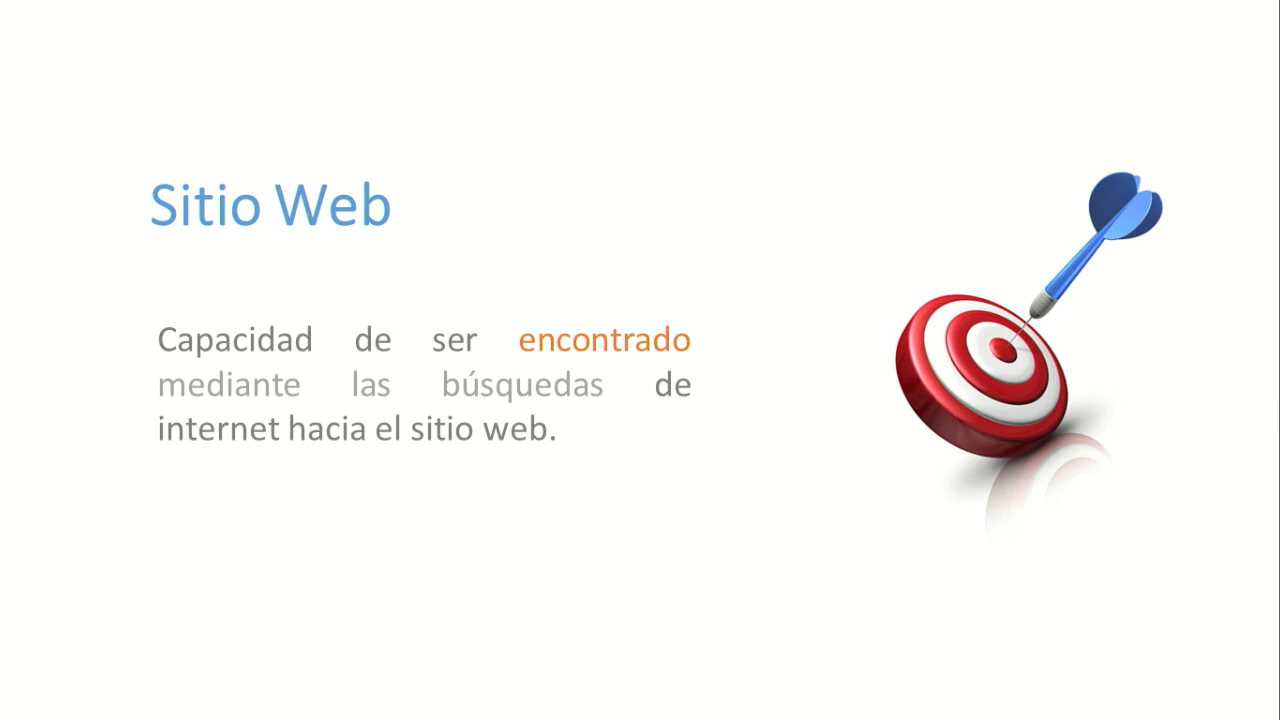 Sitio Web
Capacidad de ser encontrado
mediante las búsquedas de
internet hacia el sitio web.